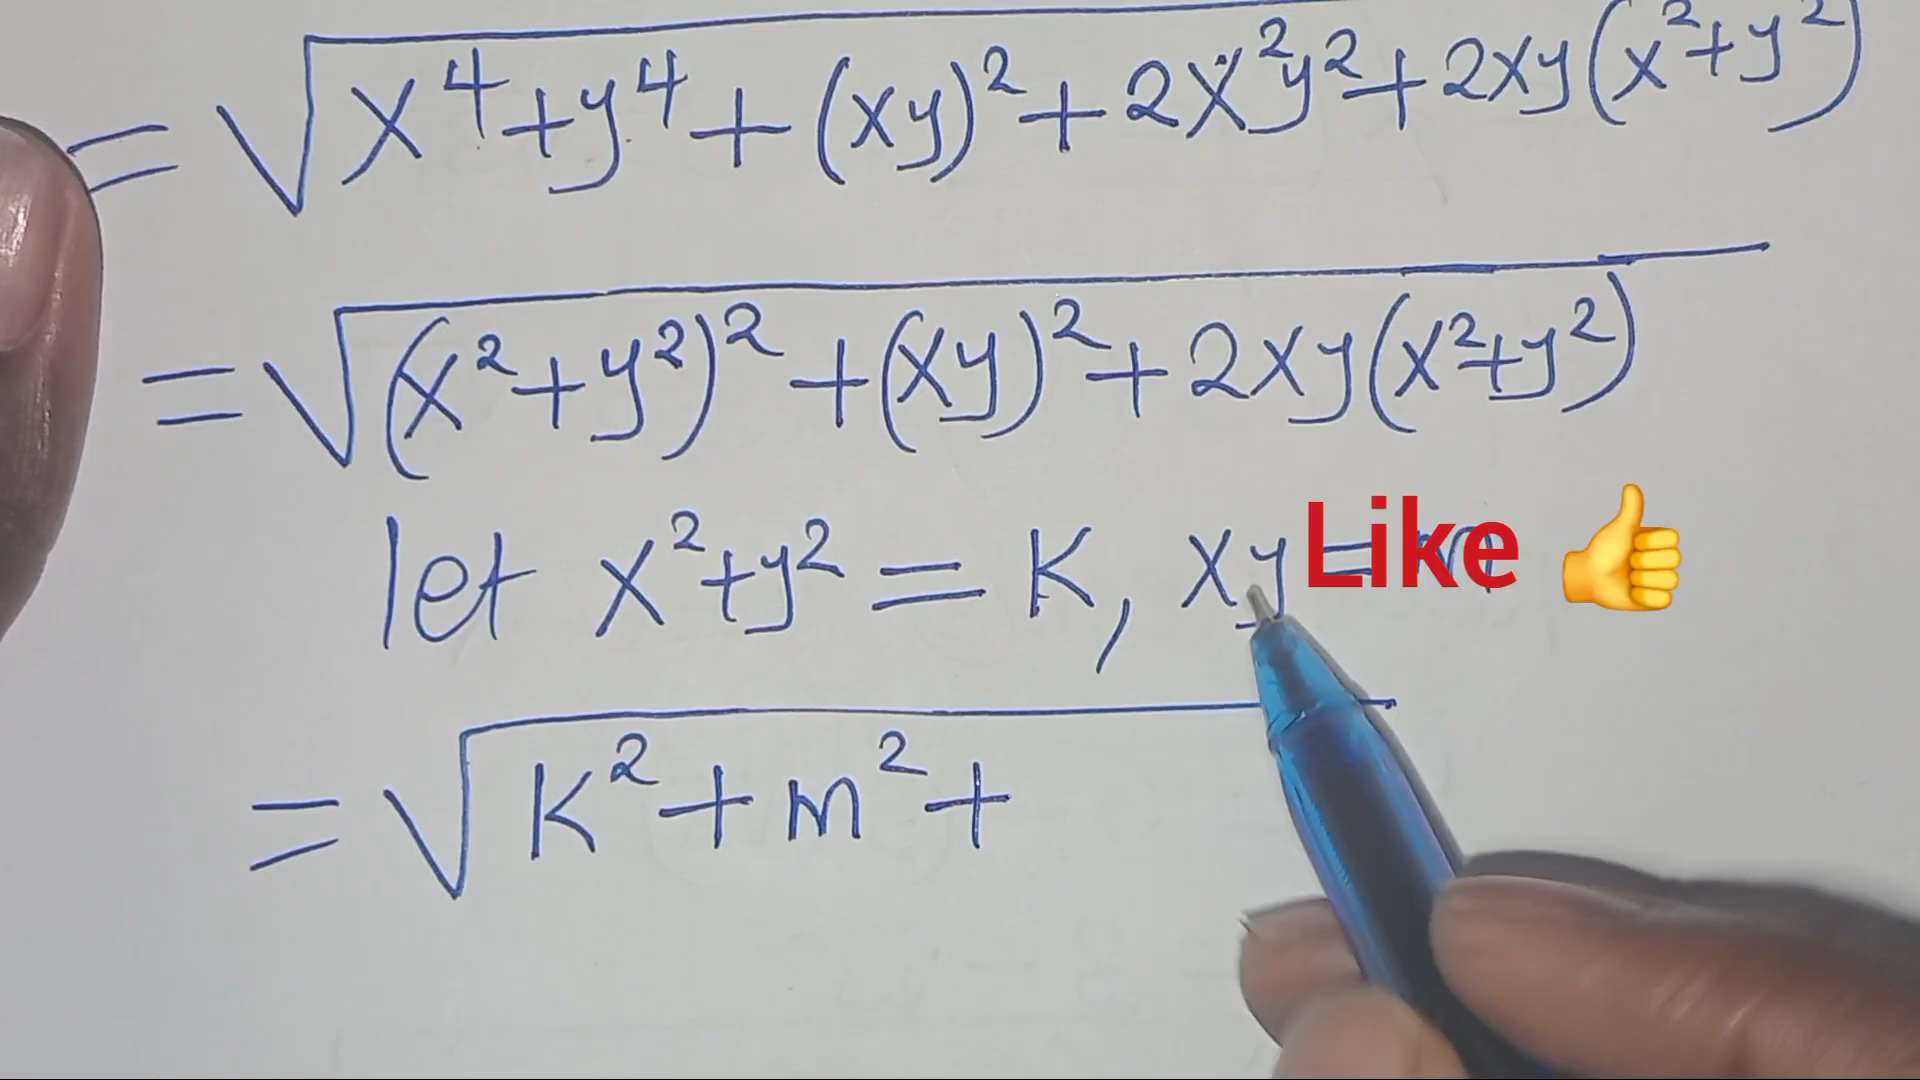 = √x⁴+y⁴+(xy)²+2x²y²+2xy(x²+y²)
= √(x²+y²)²+(xy)²+2xy(x²+y²)
let x²+y² = K, xy = m
Like 👍
= √K²+m²+